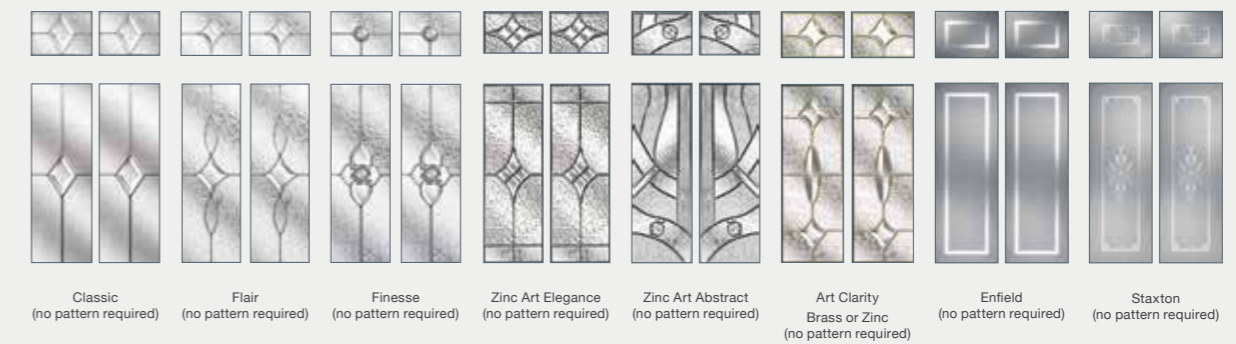 Classic
(no pattern required)
Flair
(no pattern required)
Finesse
(no pattern required)
Zinc Art Elegance
(no pattern required)
Zinc Art Abstract
(no pattern required)
Art Clarity
Brass or Zinc
(no pattern required)
Enfield
(no pattern required)
Staxton
(no pattern required)